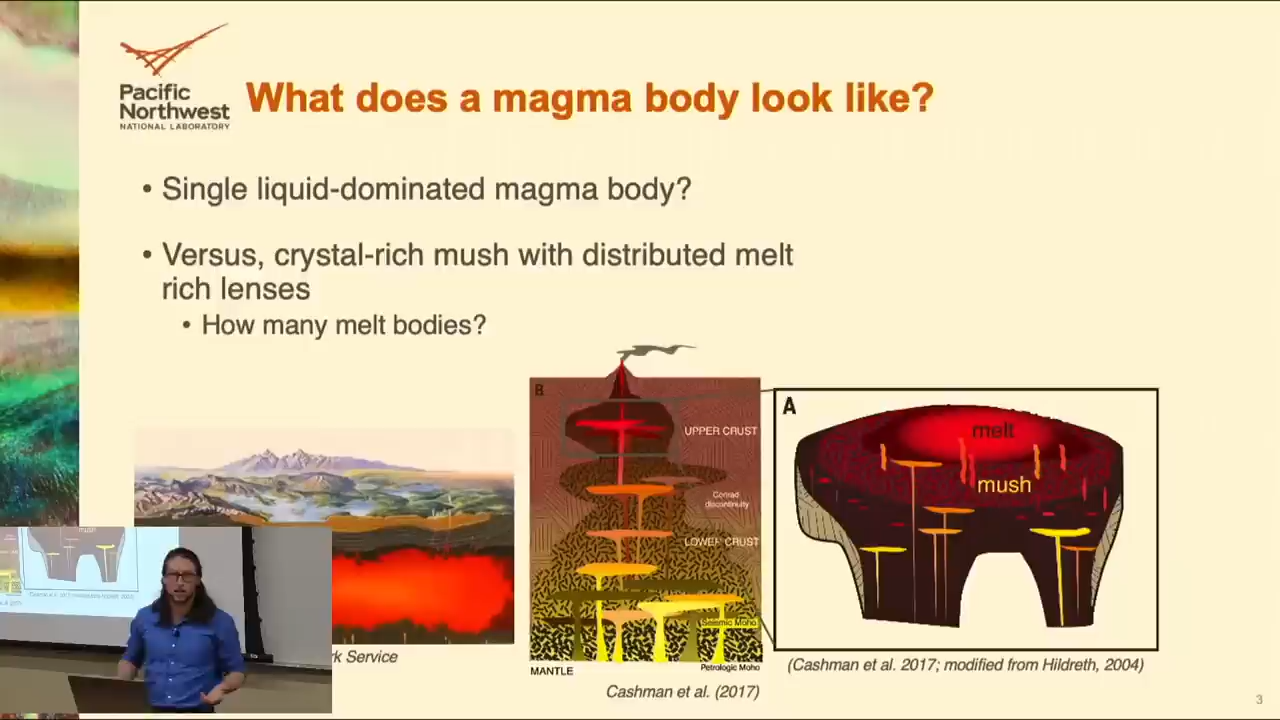 Pacific
Northwest
NATIONAL LABORATORY
What does a magma body look like?
• Single liquid-dominated magma body?
• Versus, crystal-rich mush with distributed melt
rich lenses
• How many melt bodies?
B
UPPER CRUST
Conrad
discontinuity
LOWER CRUST
Seismic Moho
Petrologic Moho
MANTLE
Cashman et al. (2017)
A
melt
mush
(Cashman et al. 2017; modified from Hildreth, 2004)
rk Service
mush
3